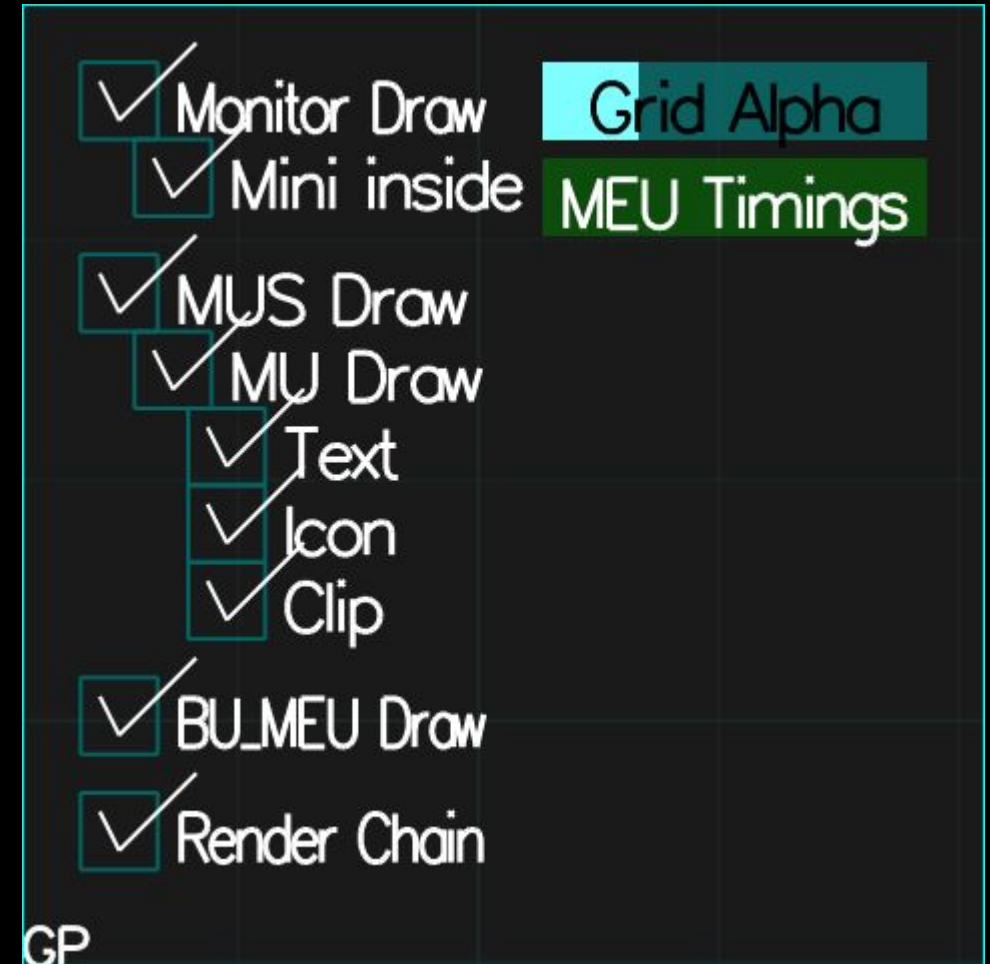 Monitor Draw
Grid Alpha
Mini inside
MEU Timings
MUS Draw
MU Draw
Text
Icon
Clip
BU_MEU Draw
Render Chain
GP